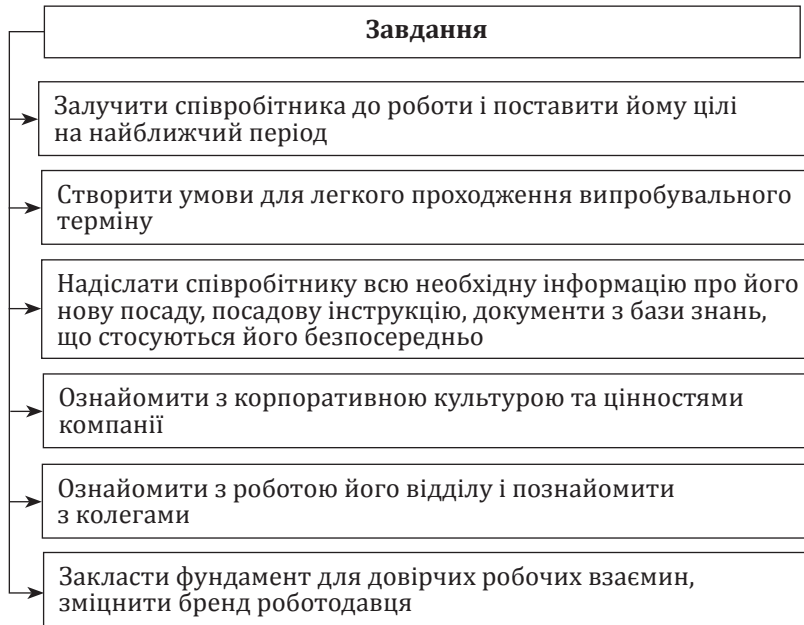 Завдання
Залучити співробітника до роботи і поставити йому цілі
на найближчий період
Створити умови для легкого проходження випробувального
терміну
Надіслати співробітнику всю необхідну інформацію про його
нову посаду, посадову інструкцію, документи з бази знань,
що стосуються його безпосередньо
Ознайомити з корпоративною культурою та цінностями
компанії
Ознайомити з роботою його відділу і познайомити
з колегами
Закласти фундамент для довірчих робочих взаємин,
зміцнити бренд роботодавця